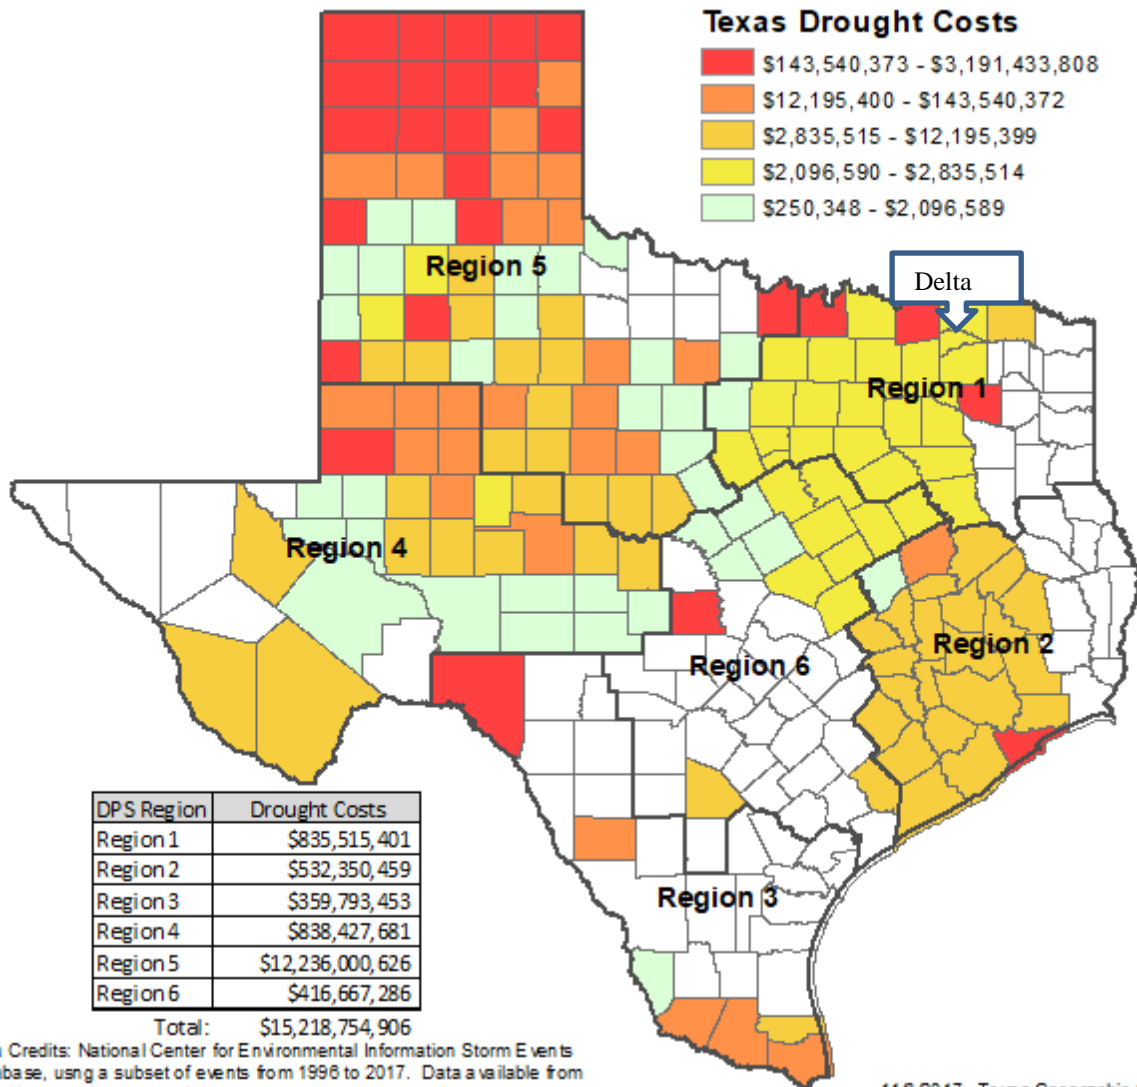 Texas Drought Costs
$143,540,373 - $3,191,433,808
$12,195,400 - $143,540,372
$2,835,515 - $12,195,399
$2,096,590 - $2,835,514
$250,348 - $2,096,589
Delta
Region 5
Region 1
Region 4
Region 2
Region 6
Region 3
DPS Region Drought Costs
Region 1 $835,515,401
Region 2 $532,350,459
Region 3 $359,793,453
Region 4 $838,427,681
Region 5 $12,236,000,626
Region 6 $416,667,286
Total: $15,218,754,906
Credits: National Center for Environmental Information Storm Events
base, usng a subset of events from 1996 to 2017. Data available from